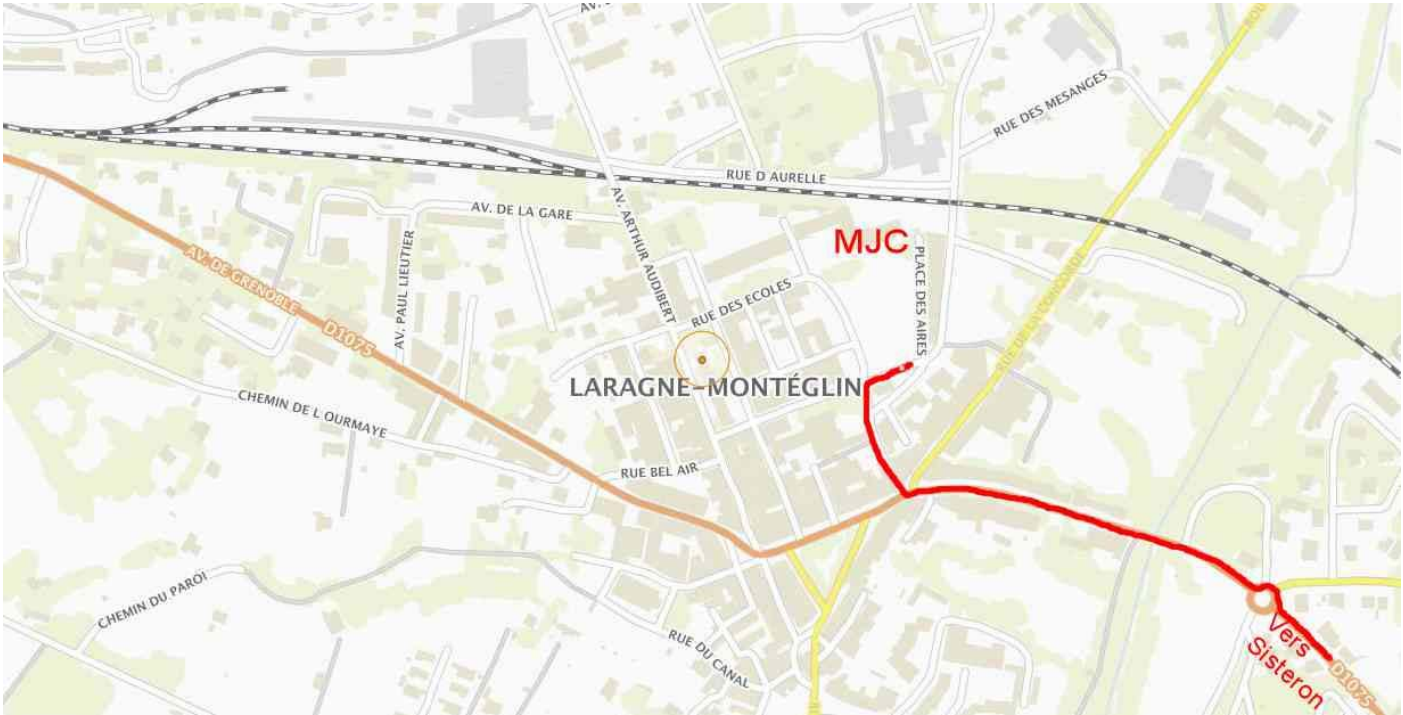 AV.
ROU
RUE DES MESANGES
RUE D AURELLE
AV. DE LA GARE
AV. ARTHUR AUDIBERT
MJC
PLACE DES AIRES
AV. DE GRENOBLE
D1075
AV. PAUL LIEUTIER
RUE DES ECOLES
RUE DE LA CONCORDE
LARAGNE-MONTÉGLIN
CHEMIN DE L OURMAYE
RUE BEL AIR
CHEMIN DU PAROI
RUE DU CANAL
Vers
Sisteron
D1075